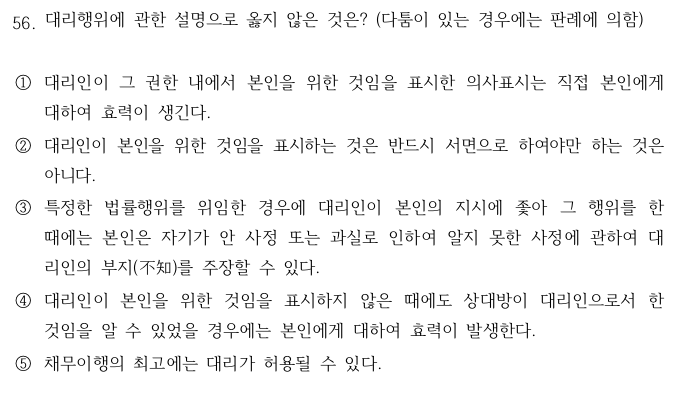 56. 대리행위에 관한 설명으로 옳지 않은 것은? (다툼이 있는 경우에는 판례에 의함)
① 대리인이 그 권한 내에서 본인을 위한 것임을 표시한 의사표시는 직접 본인에게
대하여 효력이 생긴다.
② 대리인이 본인을 위한 것임을 표시하는 것은 반드시 서면으로 하여야만 하는 것은
아니다.
③ 특정한 법률행위를 위임한 경우에 대리인이 본인의 지시에 좇아 그 행위를 한
때에는 본인은 자기가 안 사정 또는 과실로 인하여 알지 못한 사정에 관하여 대
리인의 부지(不知)를 주장할 수 있다.
④ 대리인이 본인을 위한 것임을 표시하지 않은 때에도 상대방이 대리인으로서 한
것임을 알 수 있었을 경우에는 본인에게 대하여 효력이 발생한다.
⑤ 채무이행의 최고에는 대리가 허용될 수 있다.